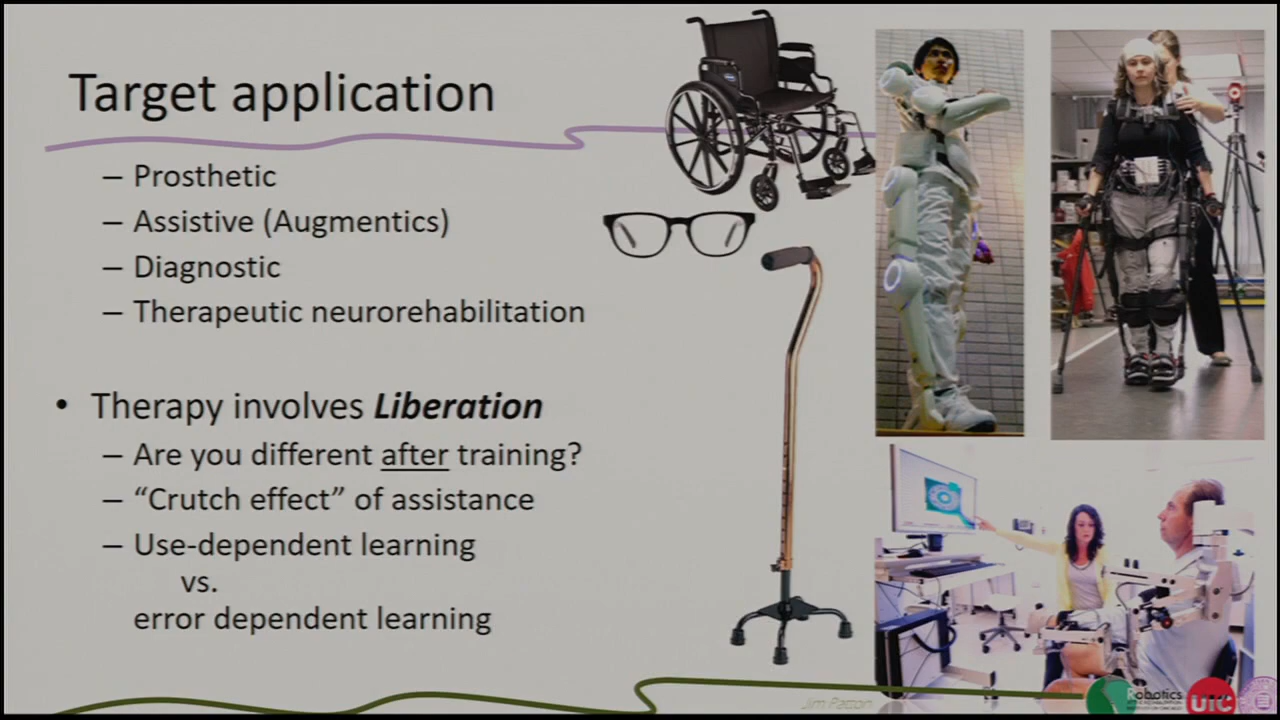 Target application
– Prosthetic
– Assistive (Augmentics)
– Diagnostic
– Therapeutic neurorehabilitation
• Therapy involves Liberation
– Are you different after training?
– “Crutch effect” of assistance
– Use-dependent learning
vs.
error dependent learning
Jim Patton
Robotics
UIC